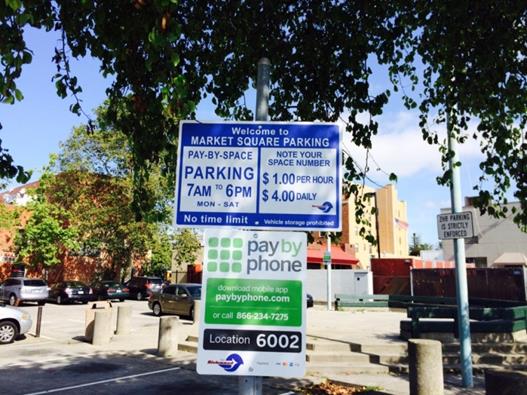 Welcome to
MARKET SQUARE PARKING
PAY-BY-SPACE
PARKING
7AM TO 6PM
MON - SAT
NOTE YOUR
SPACE NUMBER
$1.00 PER HOUR
$4.00 DAILY
No time limit. Vehicle storage prohibited
pay by
phone
download mobile app
paybyphone.com
or call 866-234-7275
Location 6002
2HR PARKING
IS STRICTLY
ENFORCED